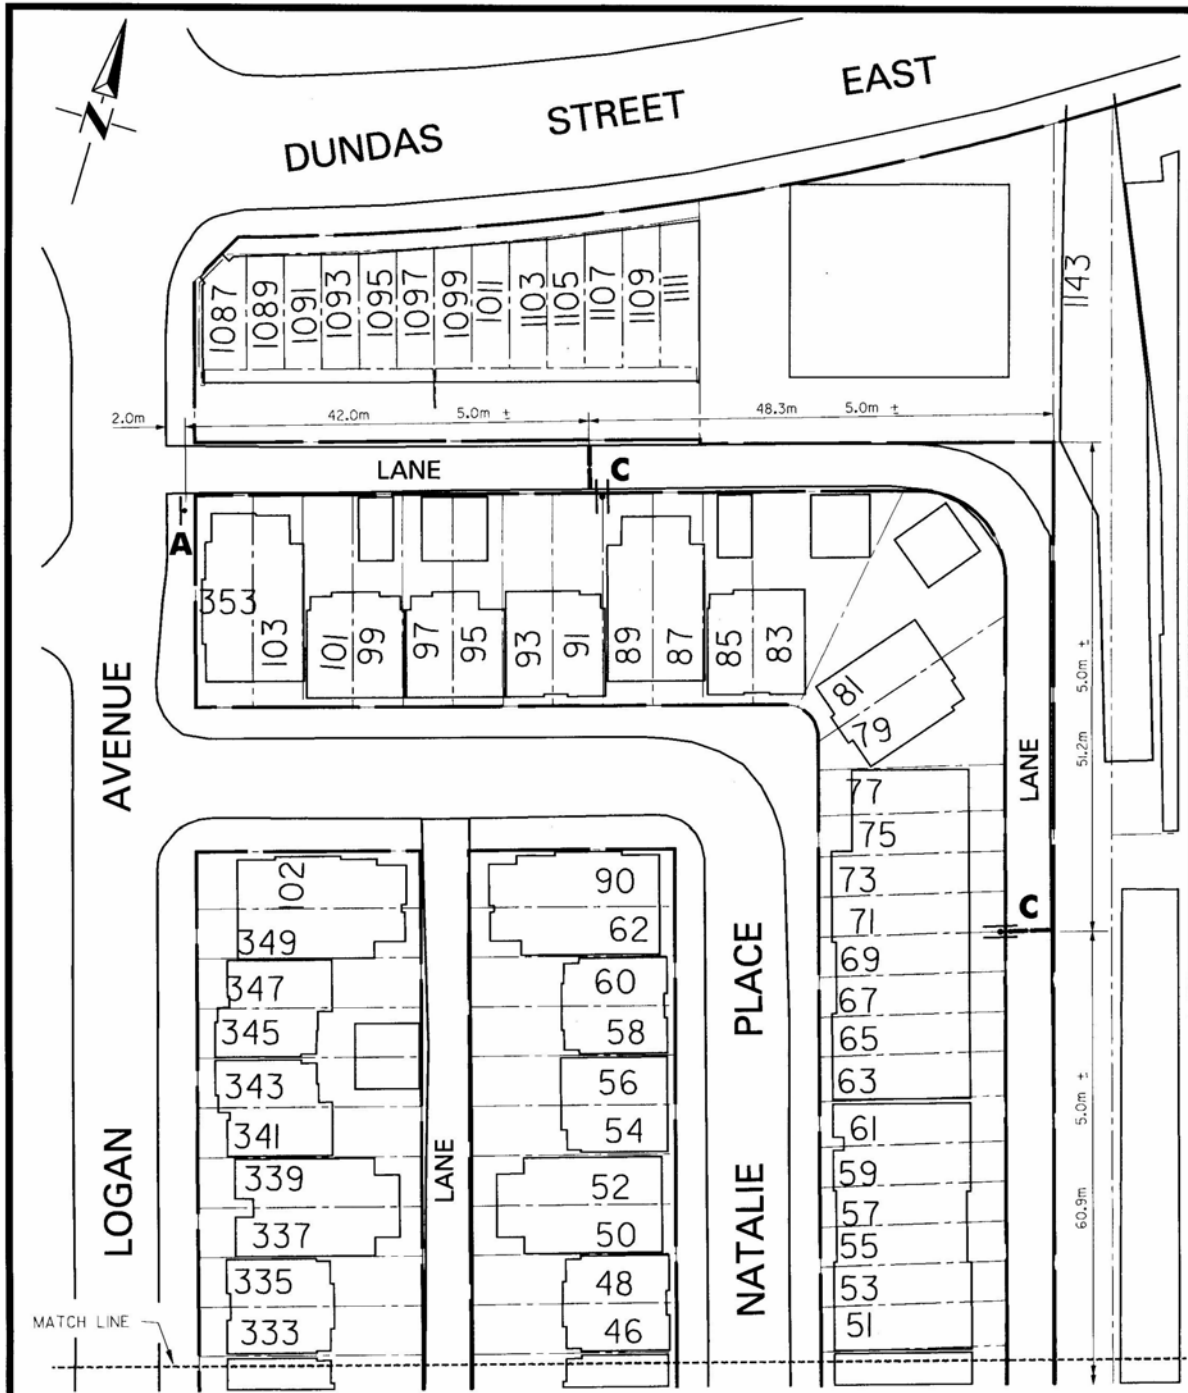 N
DUNDAS STREET EAST
1087 1089 1091 1093 1095 1097 1099 1011 1103 1105 1107 1109 1111
1143
2.0m 42.0m 5.0m ± 48.3m 5.0m ±
LANE C
A
353 103 101 99 97 95 93 91 89 87 85 83
81
79
5.0m ±
51.2m
LANE
AVENUE
77
75
73
71
C
69
67
65
63
61
59
57
55
53
51
5.0m ±
60.9m
102
349
347
345
343
341
339
337
335
333
LANE
90
62
60
58
56
54
52
50
48
46
NATALIE PLACE
LOGAN
MATCH LINE